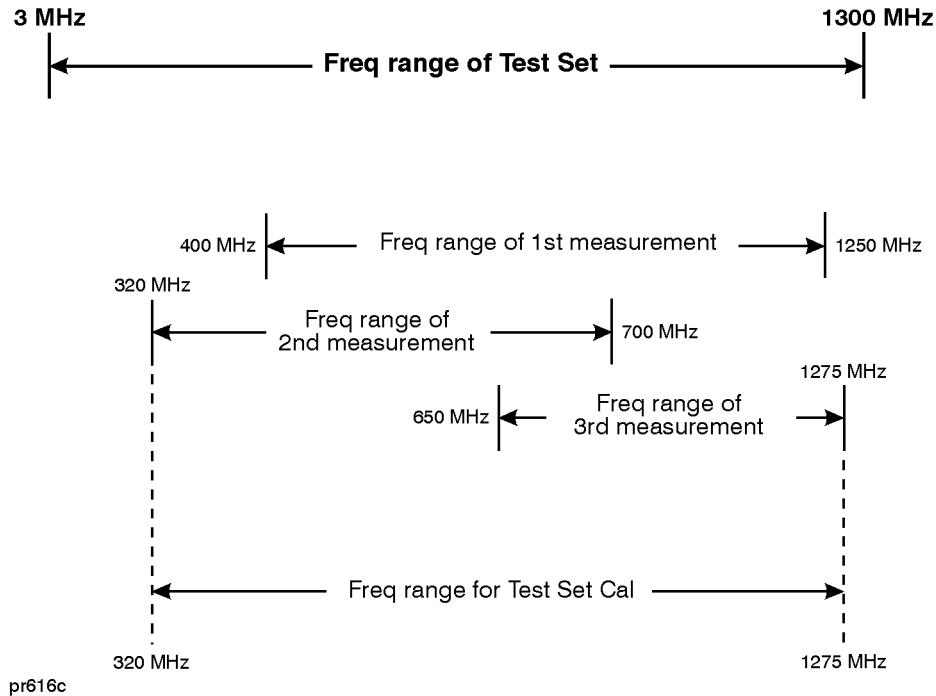 3 MHz
1300 MHz
Freq range of Test Set
400 MHz
Freq range of 1st measurement
1250 MHz
320 MHz
Freq range of
2nd measurement
700 MHz
1275 MHz
650 MHz
Freq range of
3rd measurement
Freq range for Test Set Cal
320 MHz
1275 MHz
pr616c